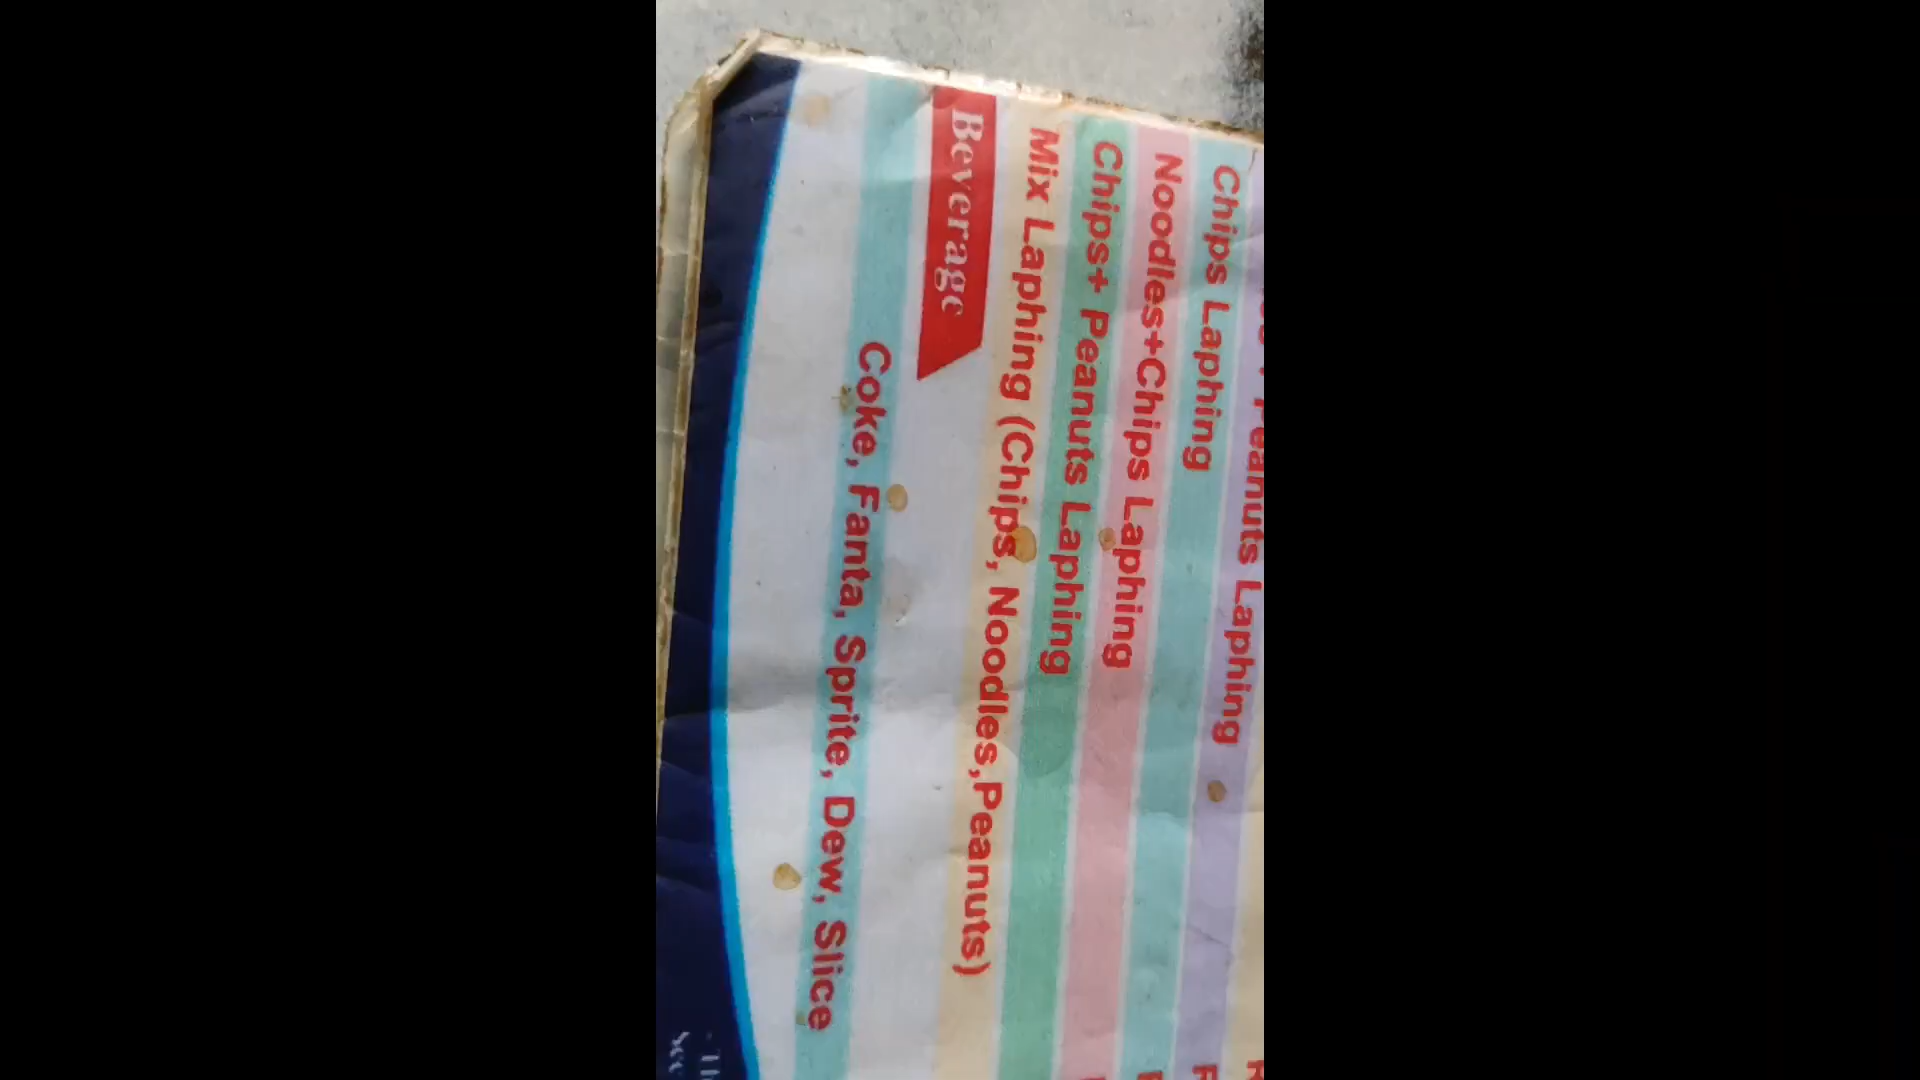 Peanuts Laphing
Chips Laphing
Noodles+Chips Laphing
Chips+ Peanuts Laphing
Mix Laphing (Chips, Noodles,Peanuts)
Beverage
Coke, Fanta, Sprite, Dew, Slice